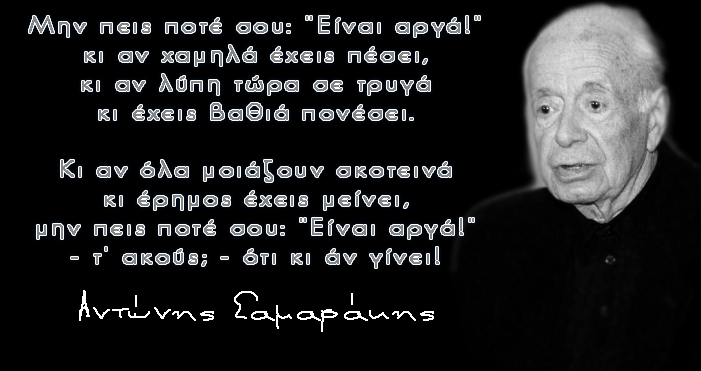 Μην πεις ποτέ σου: "Είναι αργά!"
κι αν χαμηλά έχεις πέσει,
κι αν λύπη τώρα σε τρυγά
κι έχεις βαθιά πονέσει.
Κι αν όλα μοιάζουν σκοτεινά
κι έρημος έχεις μείνει,
μην πεις ποτέ σου: "Είναι αργά!"
- τ' ακούς; - ότι κι άν γίνει!
Αντώνης Σαμαράκης